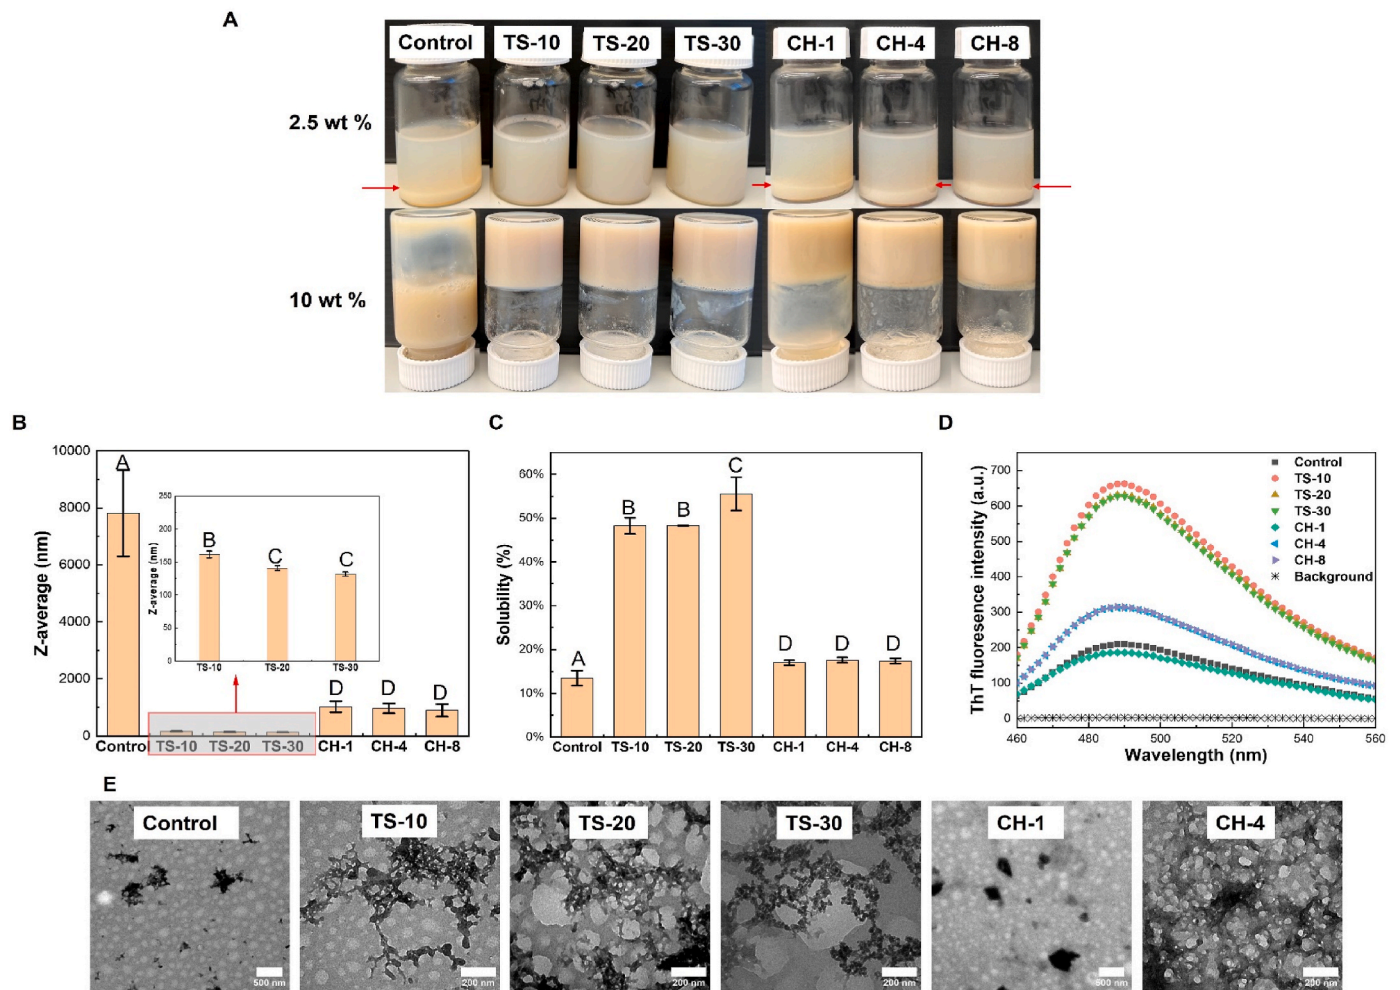 A
Control TS-10 TS-20 TS-30 CH-1 CH-4 CH-8
2.5 wt %
10 wt %
B
Z-average (nm)
10000
8000
6000
4000
2000
0
A
D
D
D
Control TS-10 TS-20 TS-30 CH-1 CH-4 CH-8
Z-average (nm)
250
200
150
100
50
0
B
C
C
TS-10 TS-20 TS-30
C
Solubility (%)
60%
50%
40%
30%
20%
10%
0%
A
B
B
C
D
D
D
Control TS-10 TS-20 TS-30 CH-1 CH-4 CH-8
D
ThT fluorescence intensity (a.u.)
700
600
500
400
300
200
100
0
Control
TS-10
TS-20
TS-30
CH-1
CH-4
CH-8
Background
460 480 500 520 540 560
Wavelength (nm)
E
Control TS-10 TS-20 TS-30 CH-1 CH-4
500 nm 200 nm 200 nm 200 nm 500 nm 200 nm